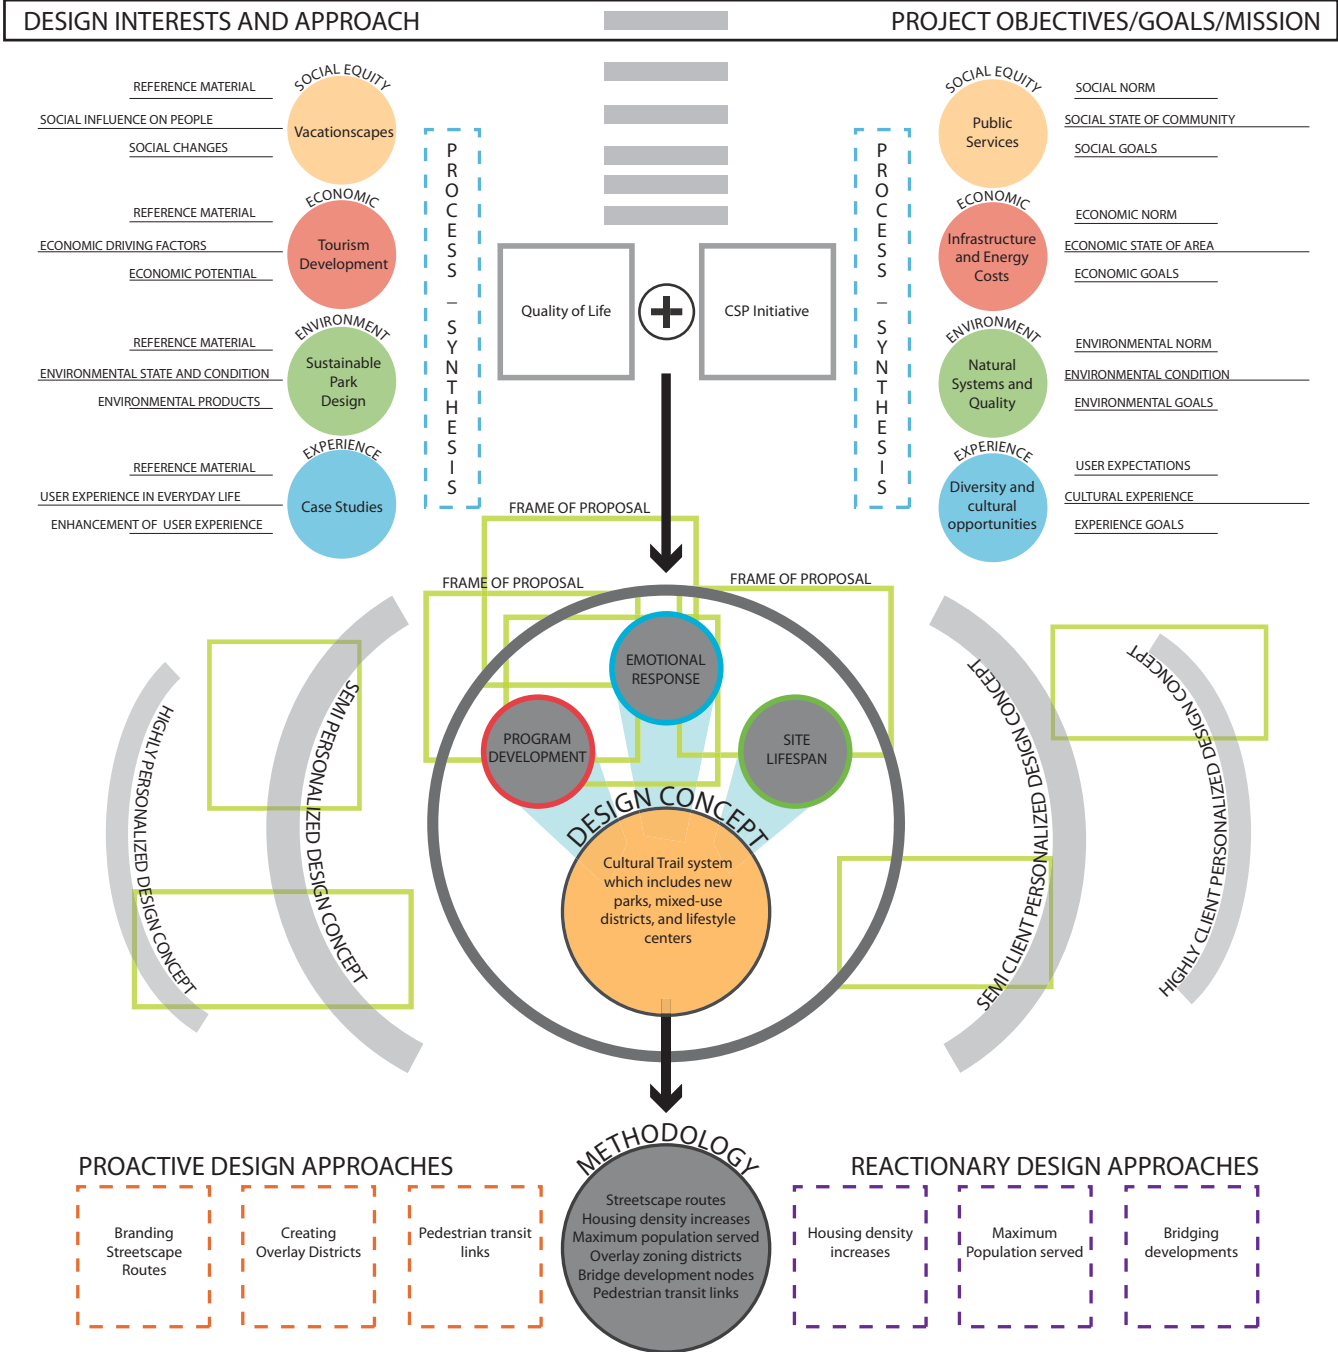 DESIGN INTERESTS AND APPROACH
PROJECT OBJECTIVES/GOALS/MISSION
SOCIAL EQUITY
REFERENCE MATERIAL
SOCIAL INFLUENCE ON PEOPLE
SOCIAL CHANGES
Vacationscapes
ECONOMIC
REFERENCE MATERIAL
ECONOMIC DRIVING FACTORS
ECONOMIC POTENTIAL
Tourism
Development
ENVIRONMENT
REFERENCE MATERIAL
ENVIRONMENTAL STATE AND CONDITION
ENVIRONMENTAL PRODUCTS
Sustainable
Park
Design
EXPERIENCE
REFERENCE MATERIAL
USER EXPERIENCE IN EVERYDAY LIFE
ENHANCEMENT OF USER EXPERIENCE
Case Studies
PROCESS – SYNTHESIS
Quality of Life
+
CSP Initiative
PROCESS – SYNTHESIS
SOCIAL EQUITY
Public
Services
SOCIAL NORM
SOCIAL STATE OF COMMUNITY
SOCIAL GOALS
ECONOMIC
Infrastructure
and Energy
Costs
ECONOMIC NORM
ECONOMIC STATE OF AREA
ECONOMIC GOALS
ENVIRONMENT
Natural
Systems and
Quality
ENVIRONMENTAL NORM
ENVIRONMENTAL CONDITION
ENVIRONMENTAL GOALS
EXPERIENCE
Diversity and
cultural
opportunities
USER EXPECTATIONS
CULTURAL EXPERIENCE
EXPERIENCE GOALS
FRAME OF PROPOSAL
FRAME OF PROPOSAL
FRAME OF PROPOSAL
HIGHLY PERSONALIZED DESIGN CONCEPT
SEMI PERSONALIZED DESIGN CONCEPT
EMOTIONAL
RESPONSE
PROGRAM
DEVELOPMENT
SITE
LIFESPAN
DESIGN CONCEPT
Cultural Trail system
which includes new
parks, mixed-use
districts, and lifestyle
centers
SEMI CLIENT PERSONALIZED DESIGN CONCEPT
HIGHLY CLIENT PERSONALIZED DESIGN CONCEPT
METHODOLOGY
Streetscape routes
Housing density increases
Maximum population served
Overlay zoning districts
Bridge development nodes
Pedestrian transit links
PROACTIVE DESIGN APPROACHES
Branding
Streetscape
Routes
Creating
Overlay Districts
Pedestrian transit
links
REACTIONARY DESIGN APPROACHES
Housing density
increases
Maximum
Population served
Bridging
developments